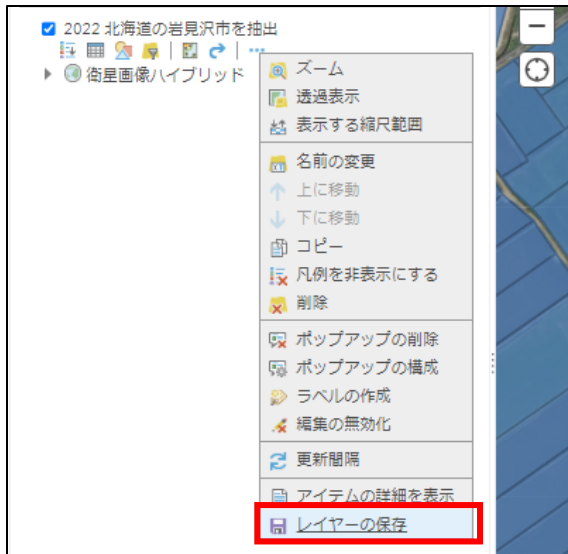 2022 北海道の岩見沢市を抽出
衛星画像ハイブリッド
ズーム
透過表示
表示する縮尺範囲
名前の変更
上に移動
下に移動
コピー
凡例を非表示にする
削除
ポップアップの削除
ポップアップの構成
ラベルの作成
編集の無効化
更新間隔
アイテムの詳細を表示
レイヤーの保存